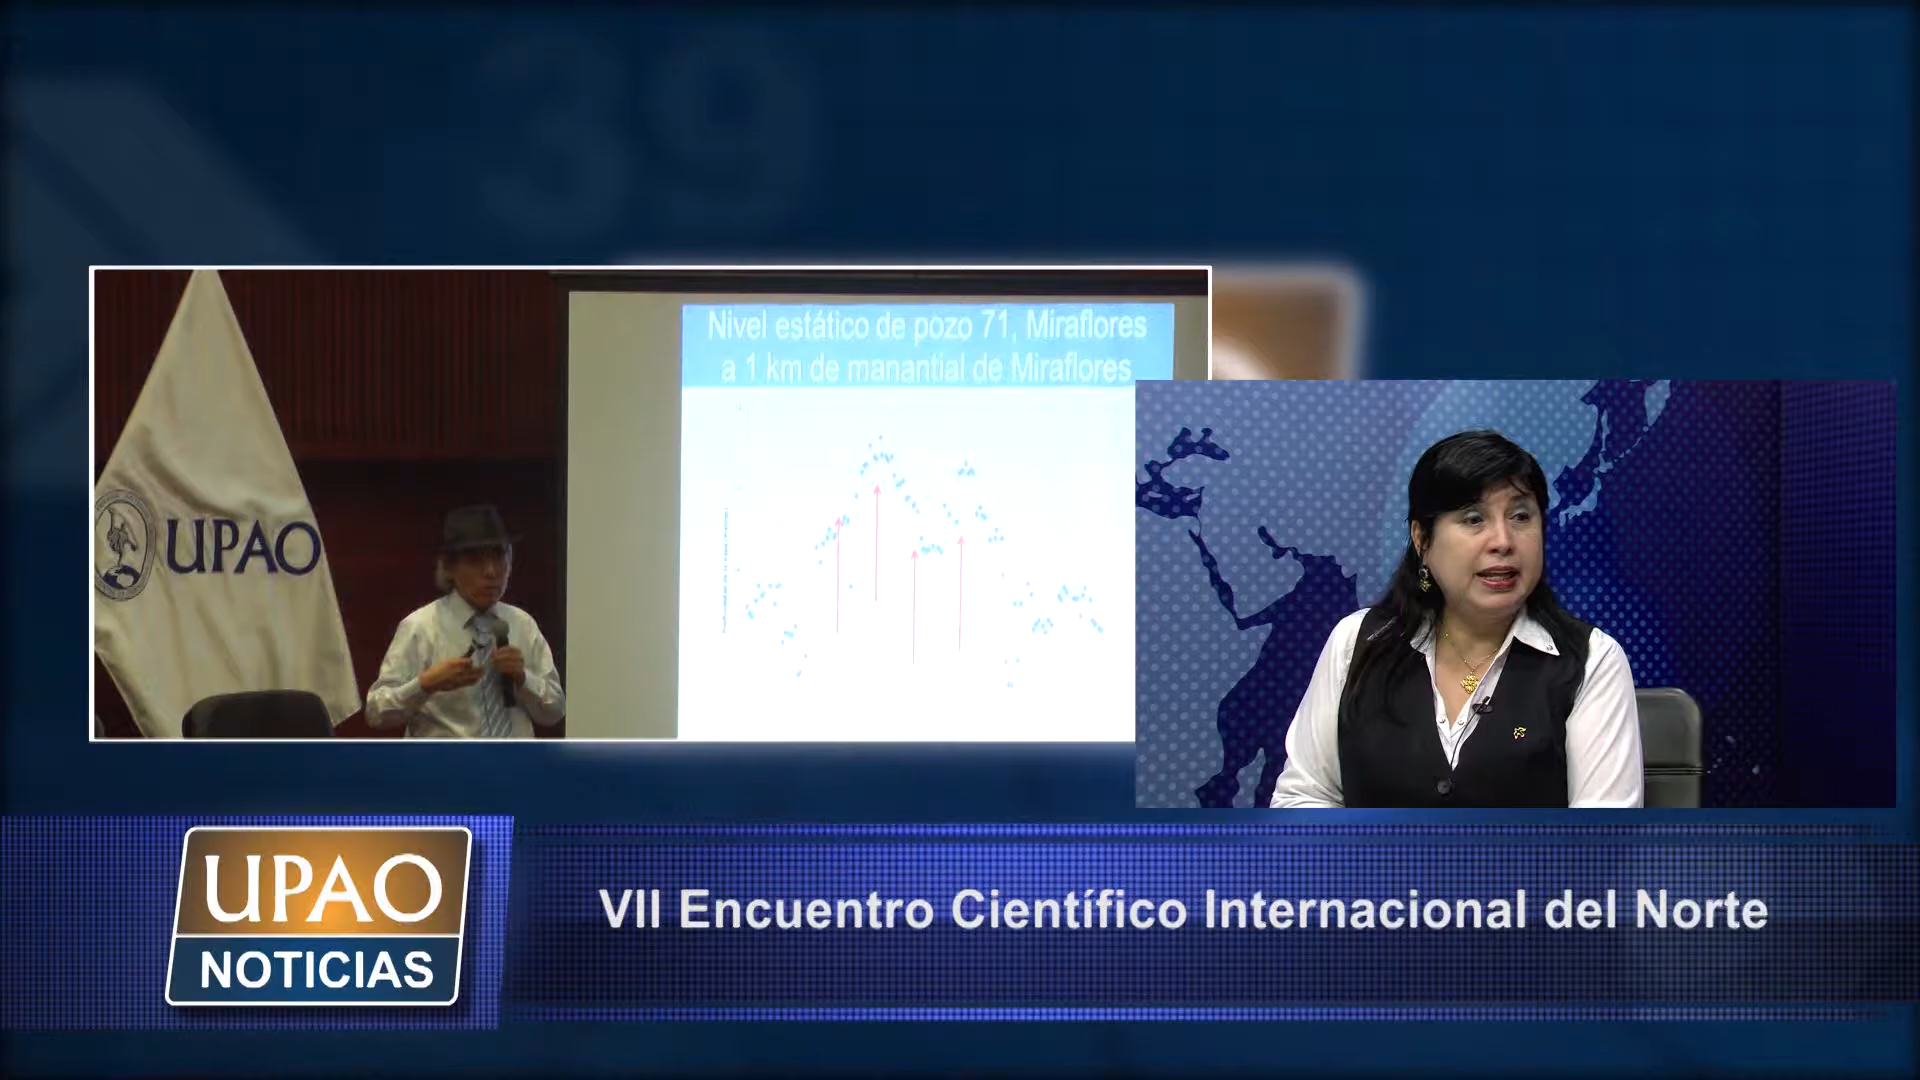 39
Nivel estático de pozo 71, Miraflores
a 1 km de manantial de Miraflores
UPAO
UPAO
NOTICIAS
VII Encuentro Científico Internacional del Norte